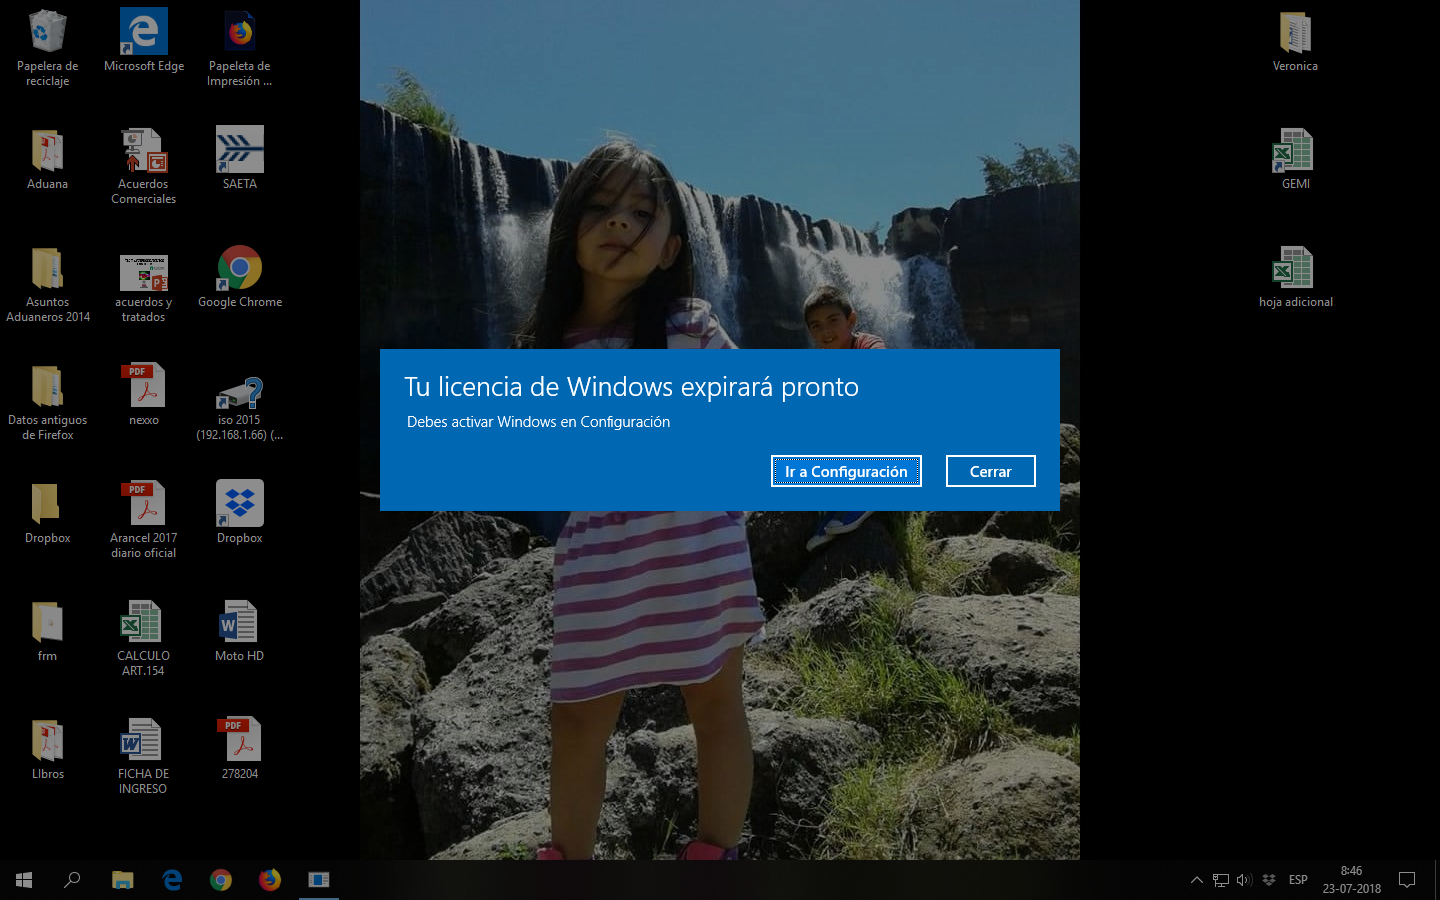 Papelera de
reciclaje
Microsoft Edge
Papeleta de
Impresión ...
Veronica
Aduana
Acuerdos
Comerciales
SAETA
GEMI
Asuntos
Aduaneros 2014
acuerdos y
tratados
Google Chrome
hoja adicional
Tu licencia de Windows expirará pronto
Debes activar Windows en Configuración
Ir a Configuración
Cerrar
Datos antiguos
de Firefox
PDF
nexxo
iso 2015
(192.168.1.66) (...
Dropbox
PDF
Arancel 2017
diario oficial
Dropbox
frm
CALCULO
ART.154
Moto HD
LIbros
FICHA DE
INGRESO
PDF
278204
ESP
8:46
23-07-2018